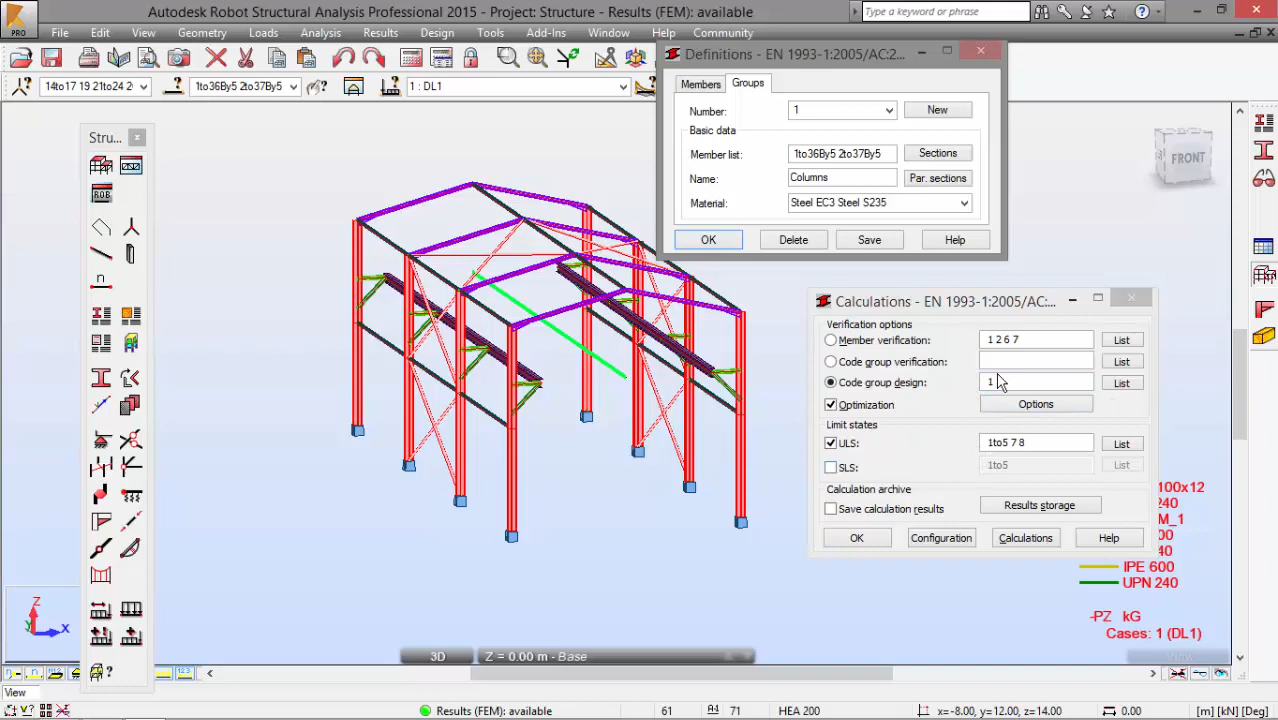 Autodesk Robot Structural Analysis Professional 2015 - Project: Structure - Results (FEM): available
Type a keyword or phrase
PRO
File Edit View Geometry Loads Analysis Results Design Tools Add-Ins Window Help Community
14to17 19 21to24 2
1to36By5 2to37By5
1 : DL1
Stru...
Definitions - EN 1993-1:2005/AC:2...
Members
Groups
Number:
1
New
Basic data
Member list:
1to36By5 2to37By5
Sections
Name:
Columns
Par. sections
Material:
Steel EC3 Steel S235
OK
Delete
Save
Help
FRONT
Calculations - EN 1993-1:2005/AC:...
Verification options
Member verification:
1 2 6 7
List
Code group verification:
List
Code group design:
1
List
Optimization
Options
Limit states
ULS:
1to5 7 8
List
SLS:
1to5
List
Calculation archive
Save calculation results
Results storage
OK
Configuration
Calculations
Help
100x12
240
M_1
00
40
IPE 600
UPN 240
-PZ kG
Cases: 1 (DL1)
Z
X
3D
Z = 0.00 m - Base
View
View
Results (FEM): available
61
71
HEA 200
x=-8.00, y=12.00, z=14.00
0.00
[m] [kN] [Deg]